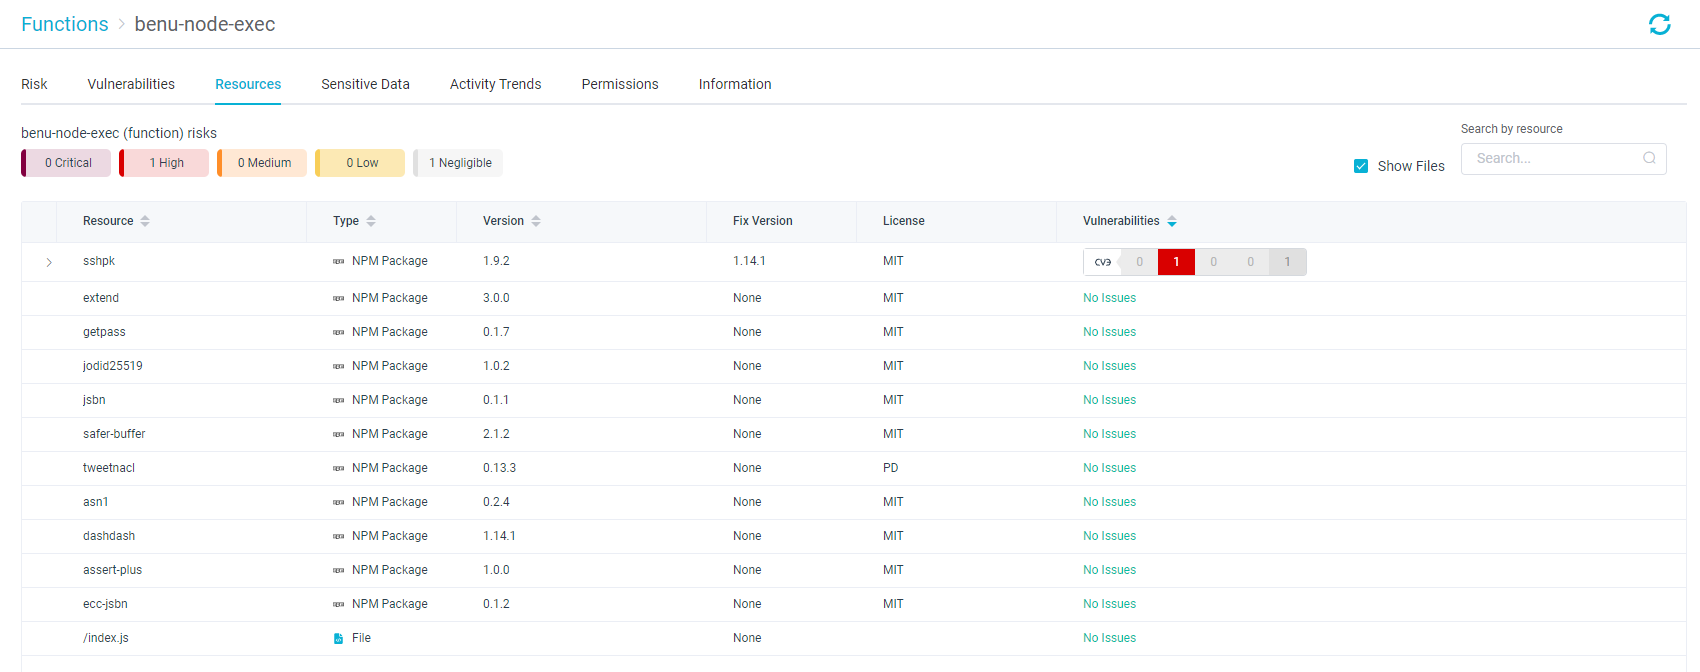 Functions > benu-node-exec
Risk Vulnerabilities Resources Sensitive Data Activity Trends Permissions Information
benu-node-exec (function) risks
0 Critical 1 High 0 Medium 0 Low 1 Negligible
Search by resource
Show Files Search...
Resource Type Version Fix Version License Vulnerabilities
sshpk NPM Package 1.9.2 1.14.1 MIT CVE 0 1 0 0 1
extend NPM Package 3.0.0 None MIT No Issues
getpass NPM Package 0.1.7 None MIT No Issues
jodid25519 NPM Package 1.0.2 None MIT No Issues
jsbn NPM Package 0.1.1 None MIT No Issues
safer-buffer NPM Package 2.1.2 None MIT No Issues
tweetnacl NPM Package 0.13.3 None PD No Issues
asn1 NPM Package 0.2.4 None MIT No Issues
dashdash NPM Package 1.14.1 None MIT No Issues
assert-plus NPM Package 1.0.0 None MIT No Issues
ecc-jsbn NPM Package 0.1.2 None MIT No Issues
/index.js File None No Issues